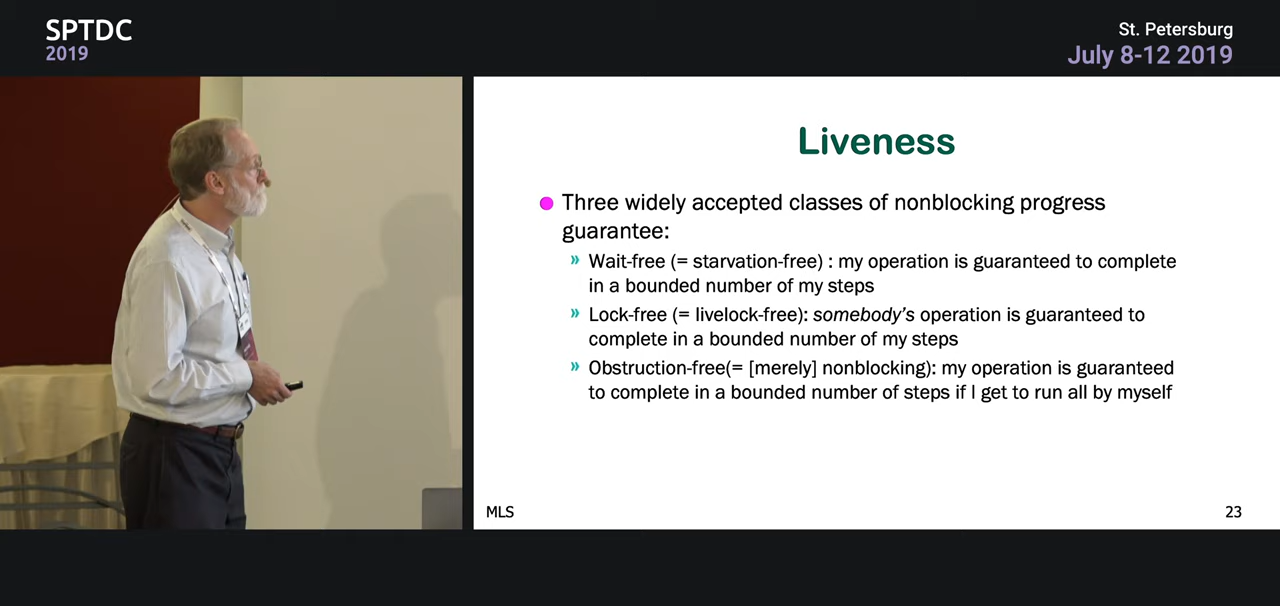 SPTDC
2019
St. Petersburg
July 8-12 2019
Liveness
Three widely accepted classes of nonblocking progress
guarantee:
» Wait-free (= starvation-free) : my operation is guaranteed to complete
in a bounded number of my steps
» Lock-free (= livelock-free): somebody's operation is guaranteed to
complete in a bounded number of my steps
» Obstruction-free(= [merely] nonblocking): my operation is guaranteed
to complete in a bounded number of steps if I get to run all by myself
MLS
23